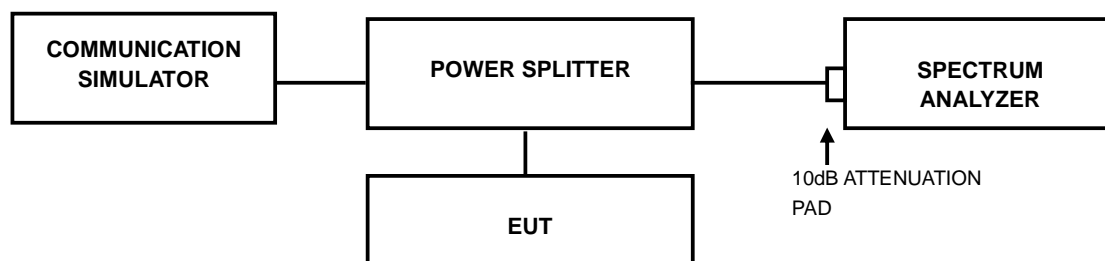 COMMUNICATION
SIMULATOR
POWER SPLITTER
SPECTRUM
ANALYZER
10dB ATTENUATION
PAD
EUT